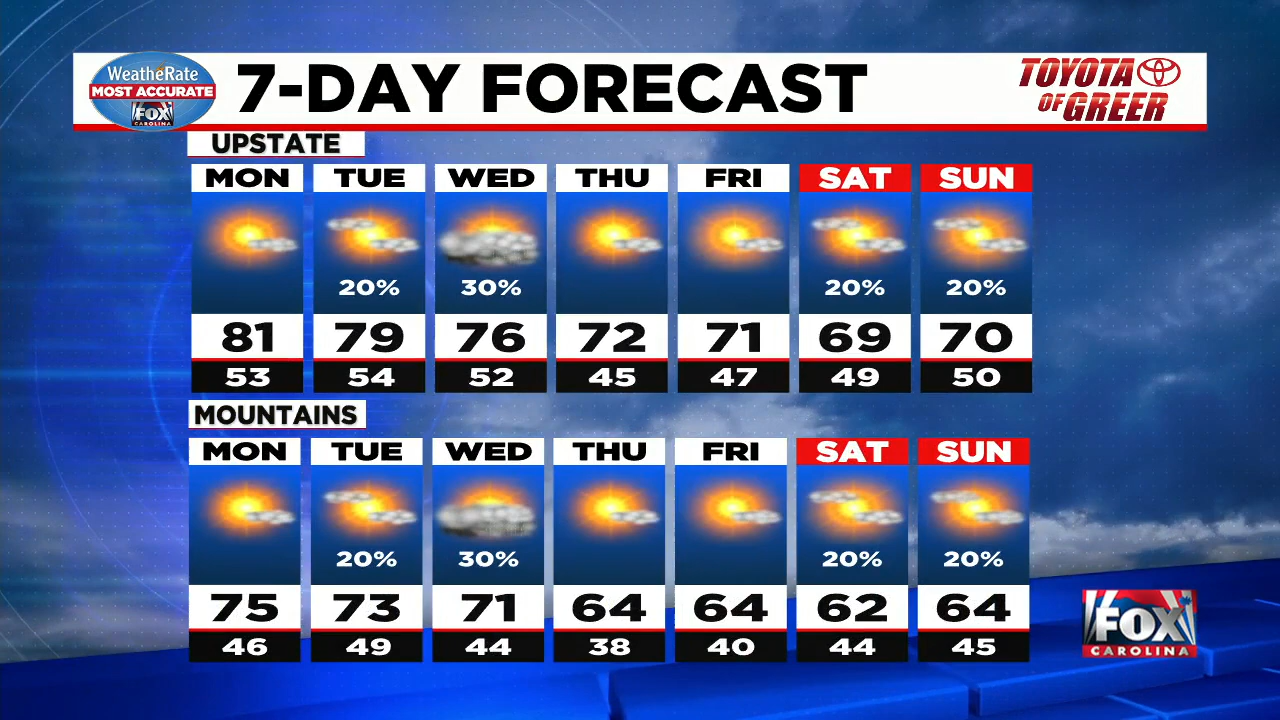 WeatheRate
MOST ACCURATE
FOX
CAROLINA
7-DAY FORECAST
TOYOTA
OF GREER
UPSTATE
MON TUE WED THU FRI SAT SUN
20% 30% 20% 20%
81 79 76 72 71 69 70
53 54 52 45 47 49 50
MOUNTAINS
MON TUE WED THU FRI SAT SUN
20% 30% 20% 20%
75 73 71 64 64 62 64
46 49 44 38 40 44 45
FOX
CAROLINA